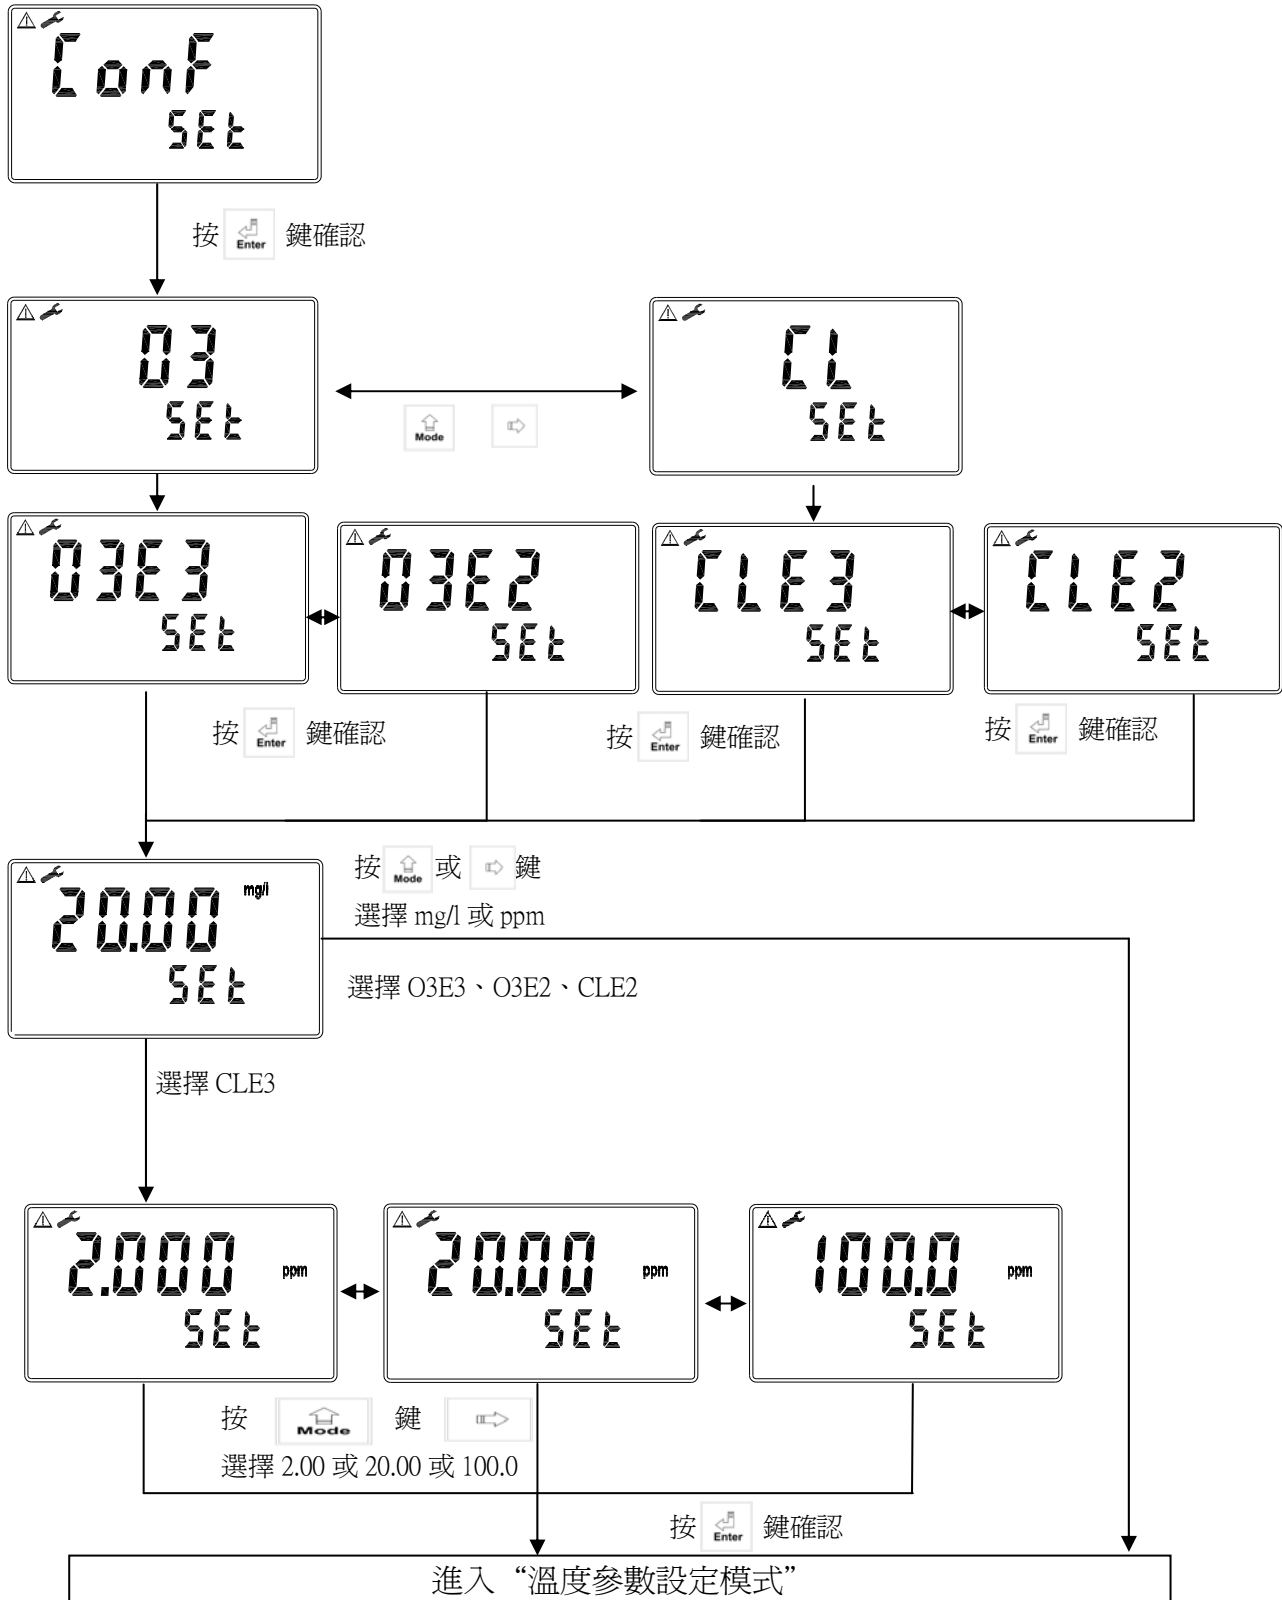 ConF
SEt
按 Enter 鍵確認
O3
SEt
Mode
CL
SEt
O3E3
SEt
O3E2
SEt
CLE3
SEt
CLE2
SEt
按 Enter 鍵確認
按 Enter 鍵確認
按 Enter 鍵確認
20.00 mg/l
SEt
按 Mode 或 鍵
選擇 mg/l 或 ppm
選擇 O3E3、O3E2、CLE2
選擇 CLE3
2.000 ppm
SEt
20.00 ppm
SEt
100.0 ppm
SEt
按 Mode 鍵
選擇 2.00 或 20.00 或 100.0
按 Enter 鍵確認
進入“溫度參數設定模式”